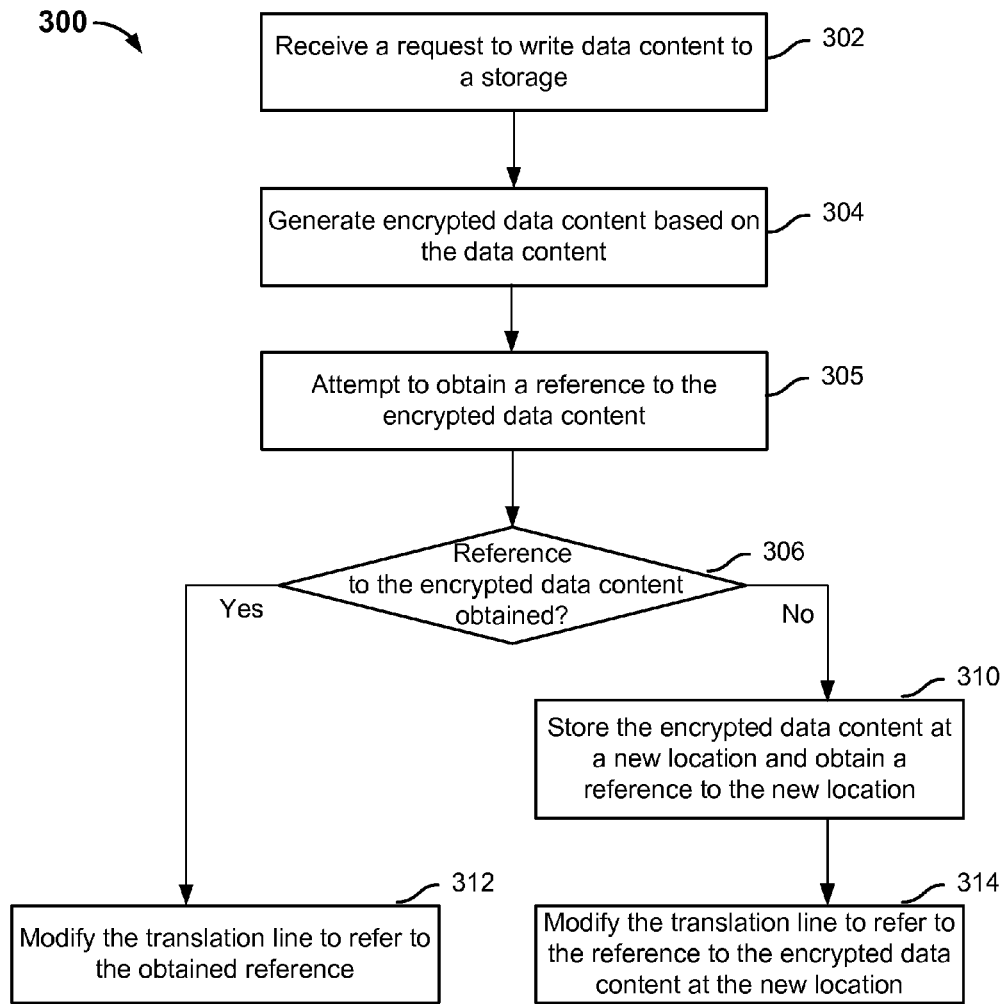 300
Receive a request to write data content to
a storage
302
Generate encrypted data content based on
the data content
304
Attempt to obtain a reference to the
encrypted data content
305
Reference
to the encrypted data content
obtained?
306
Yes
No
310
Store the encrypted data content at
a new location and obtain a
reference to the new location
312
Modify the translation line to refer to
the obtained reference
314
Modify the translation line to refer to
the reference to the encrypted data
content at the new location